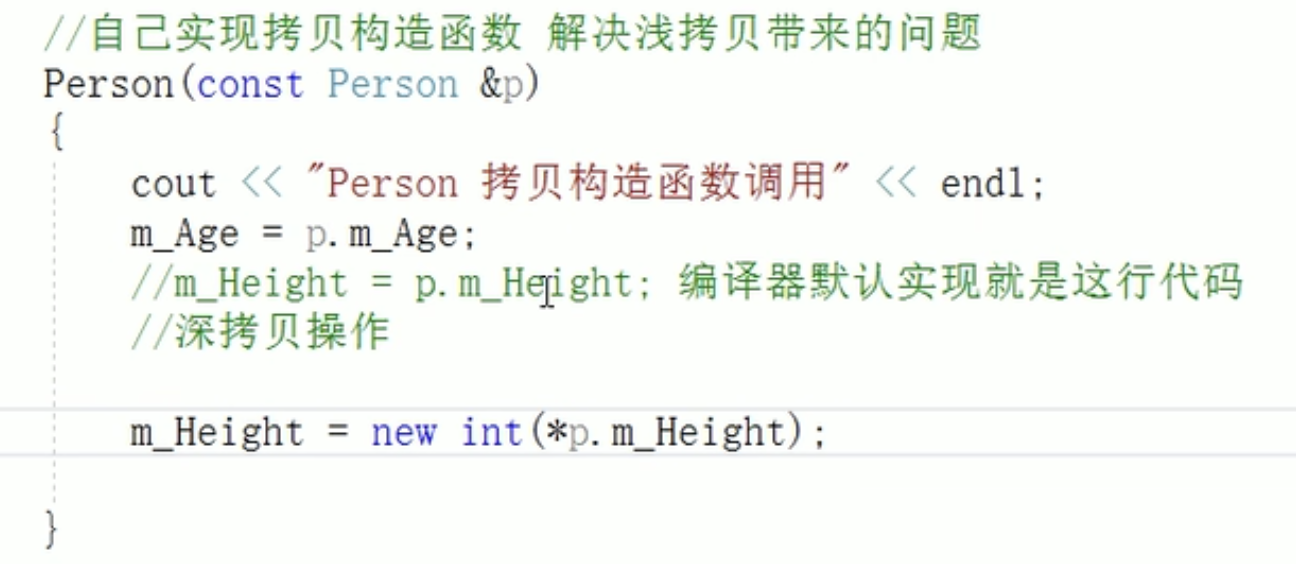 //自己实现拷贝构造函数 解决浅拷贝带来的问题
Person(const Person &p)
{
cout << "Person 拷贝构造函数调用" << endl;
m_Age = p.m_Age;
//m_Height = p.m_Height; 编译器默认实现就是这行代码
//深拷贝操作
m_Height = new int(*p.m_Height);
}